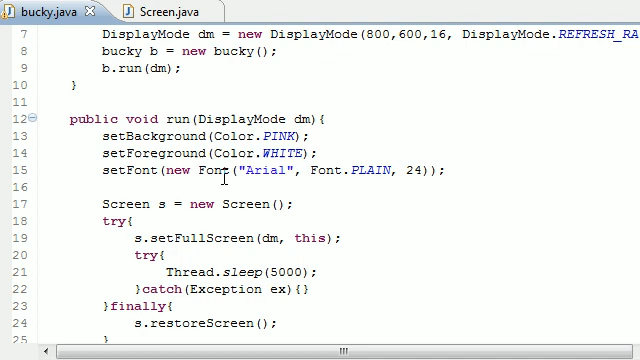 bucky.java Screen.java
7 DisplayMode dm = new DisplayMode(800,600,16, DisplayMode.REFRESH_RA
8 bucky b = new bucky();
9 b.run(dm);
10 }
11
12 public void run(DisplayMode dm){
13 setBackground(Color.PINK);
14 setForeground(Color.WHITE);
15 setFont(new Font("Arial", Font.PLAIN, 24));
16
17 Screen s = new Screen();
18 try{
19 s.setFullScreen(dm, this);
20 try{
21 Thread.sleep(5000);
22 }catch(Exception ex){}
23 }finally{
24 s.restoreScreen();
25 }